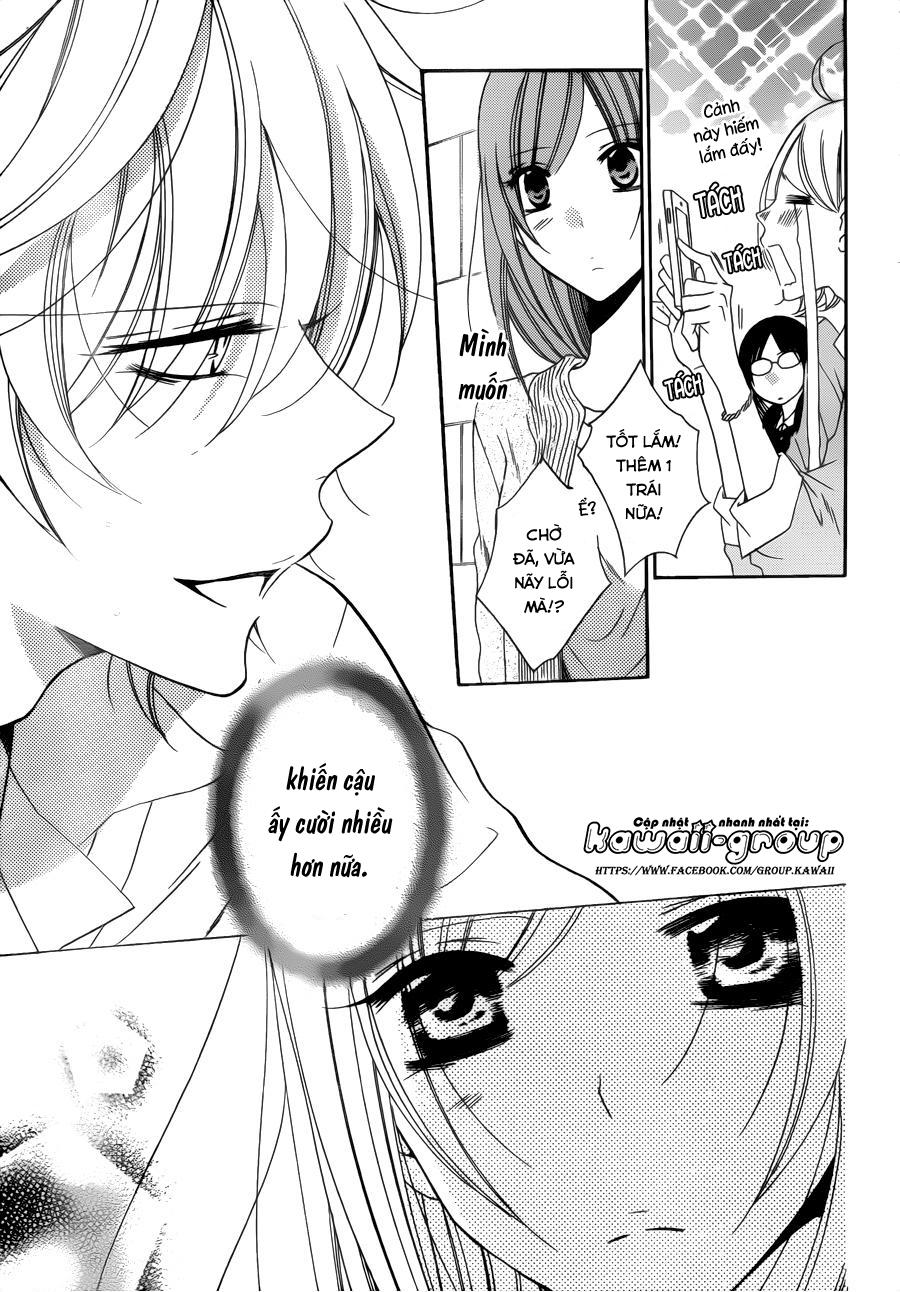 Cảnh
này hiếm
lắm đấy!
TÁCH
TÁCH
TÁCH
TỐT LẮM!
THÊM 1
TRÁI
NỮA!
Ể?
CHỜ
ĐÃ, VỪA
NÃY LỖI
MÀ!?
Mình
muốn
khiến cậu
ấy cười nhiều
hơn nữa.
Cập nhật nhanh nhất tại:
kawaii-group
HTTPS://WWW.FACEBOOK.COM/GROUP.KAWAII